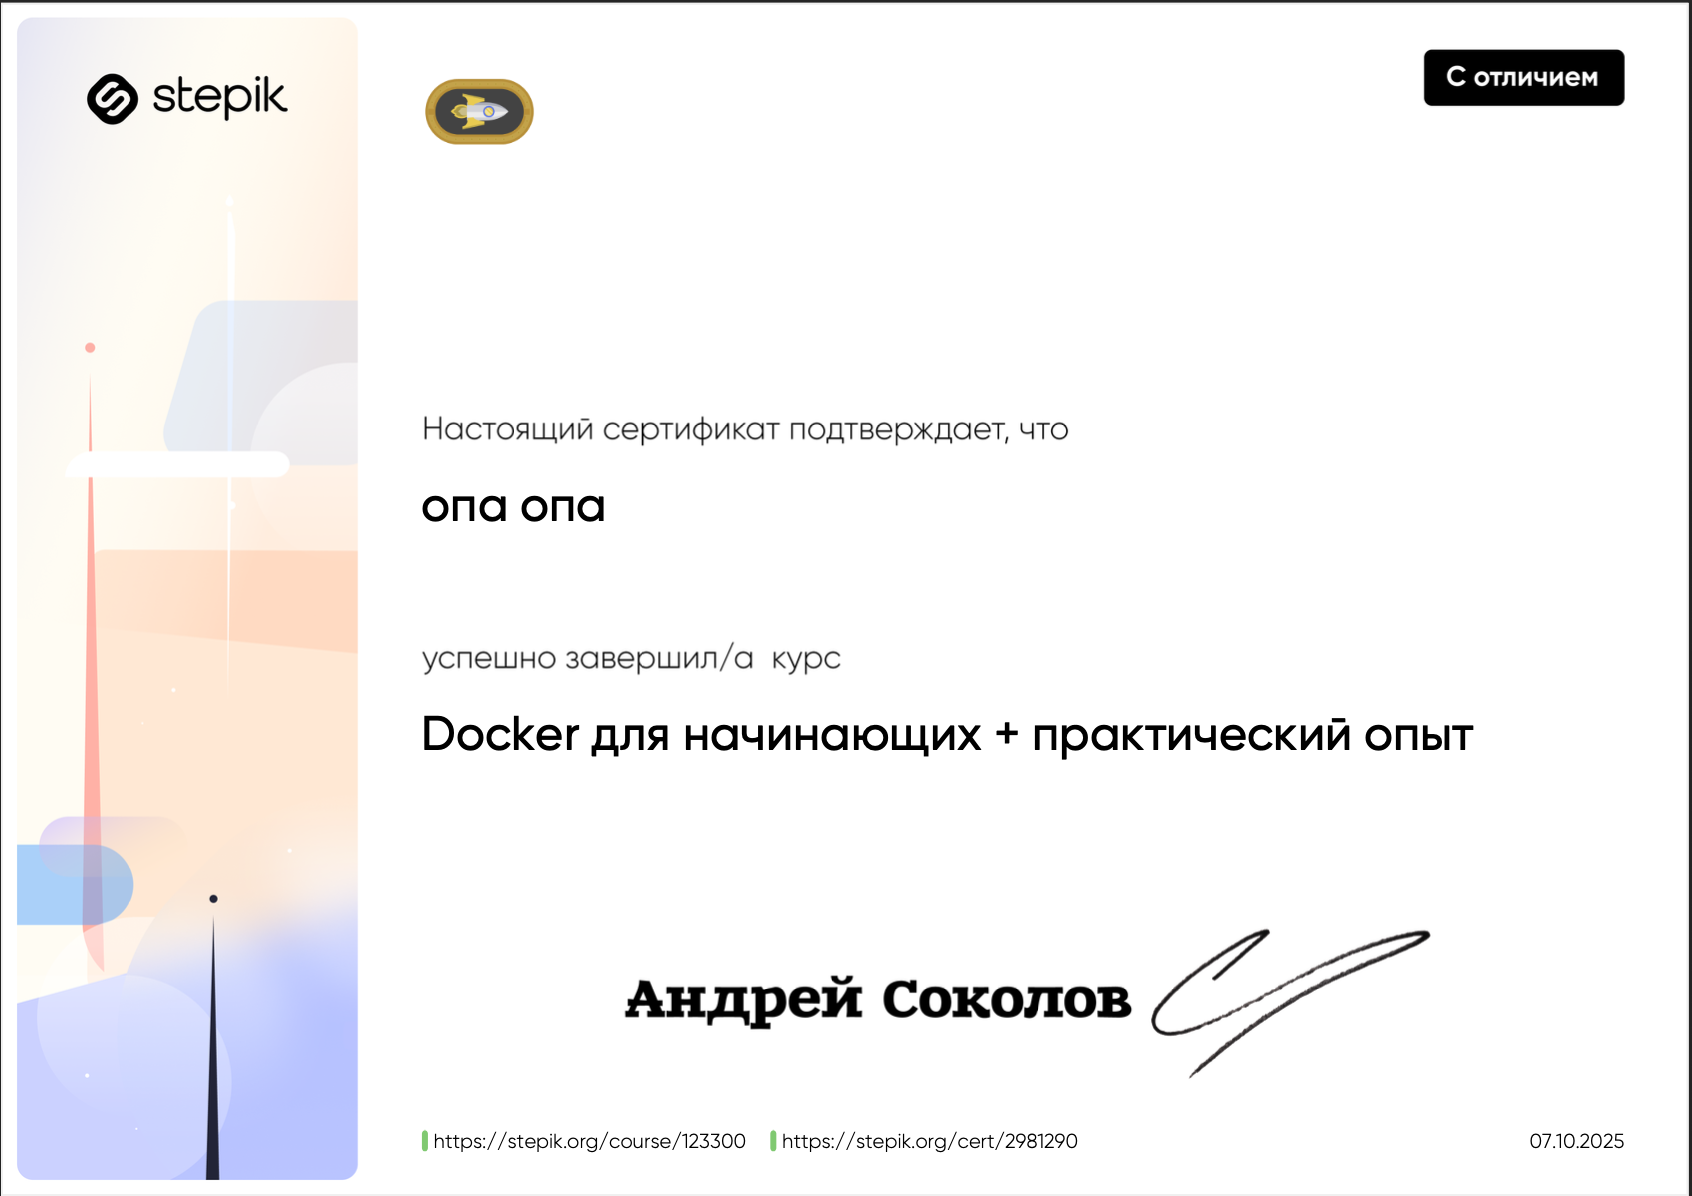 stepik
С отличием
Настоящий сертификат подтверждает, что
опа опа
успешно завершил/а курс
Docker для начинающих + практический опыт
Андрей Соколов
https://stepik.org/course/123300 https://stepik.org/cert/2981290 07.10.2025